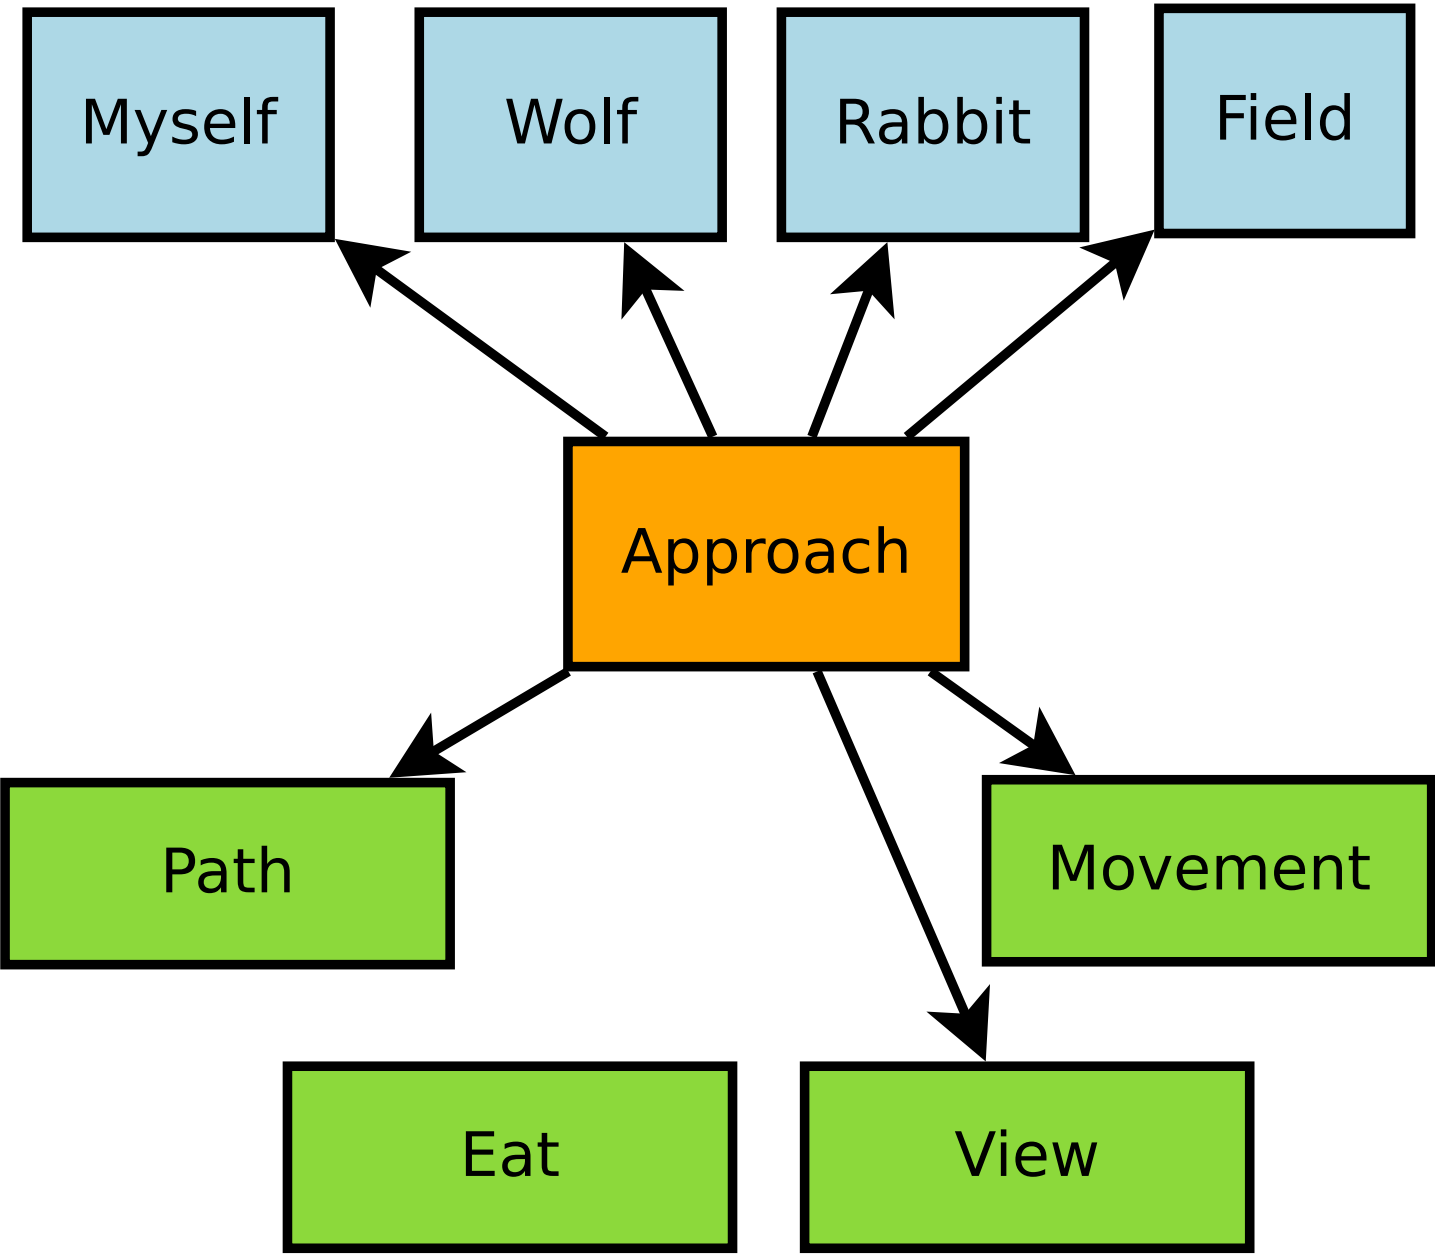 Myself
Wolf
Rabbit
Field
Approach
Path
Movement
Eat
View